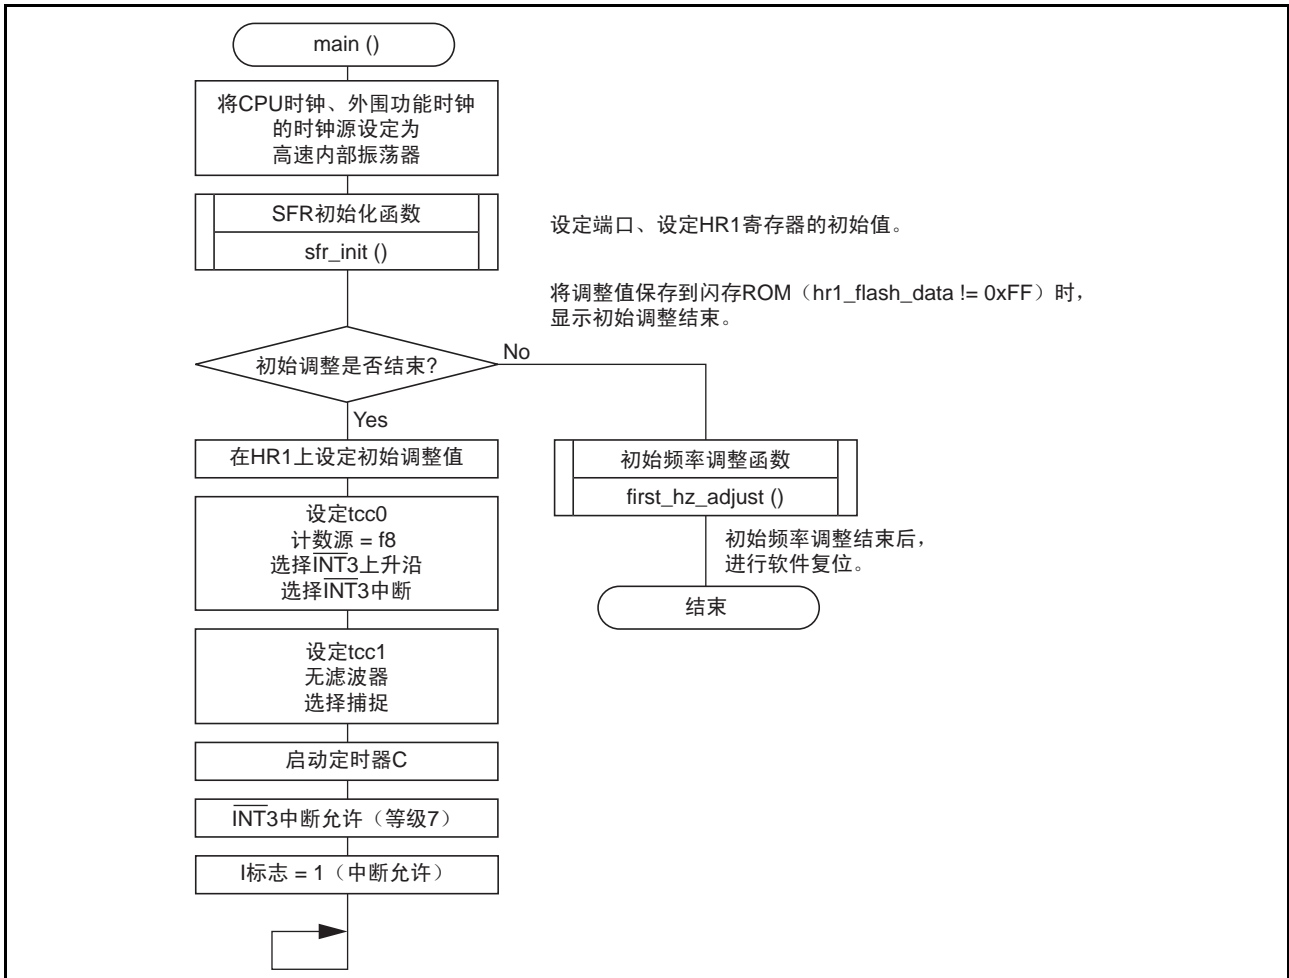 main ()
将CPU时钟、外围功能时钟
的时钟源设定为
高速内部振荡器
SFR初始化函数
sfr_init ()
设定端口、设定HR1寄存器的初始值。
将调整值保存到闪存ROM（hr1_flash_data != 0xFF）时，
显示初始调整结束。
初始调整是否结束?
No
Yes
在HR1上设定初始调整值
设定tcc0
计数源 = f8
选择INT3上升沿
选择INT3中断
初始频率调整函数
first_hz_adjust ()
初始频率调整结束后，
进行软件复位。
结束
设定tcc1
无滤波器
选择捕捉
启动定时器C
INT3中断允许（等级7）
I标志 = 1（中断允许）